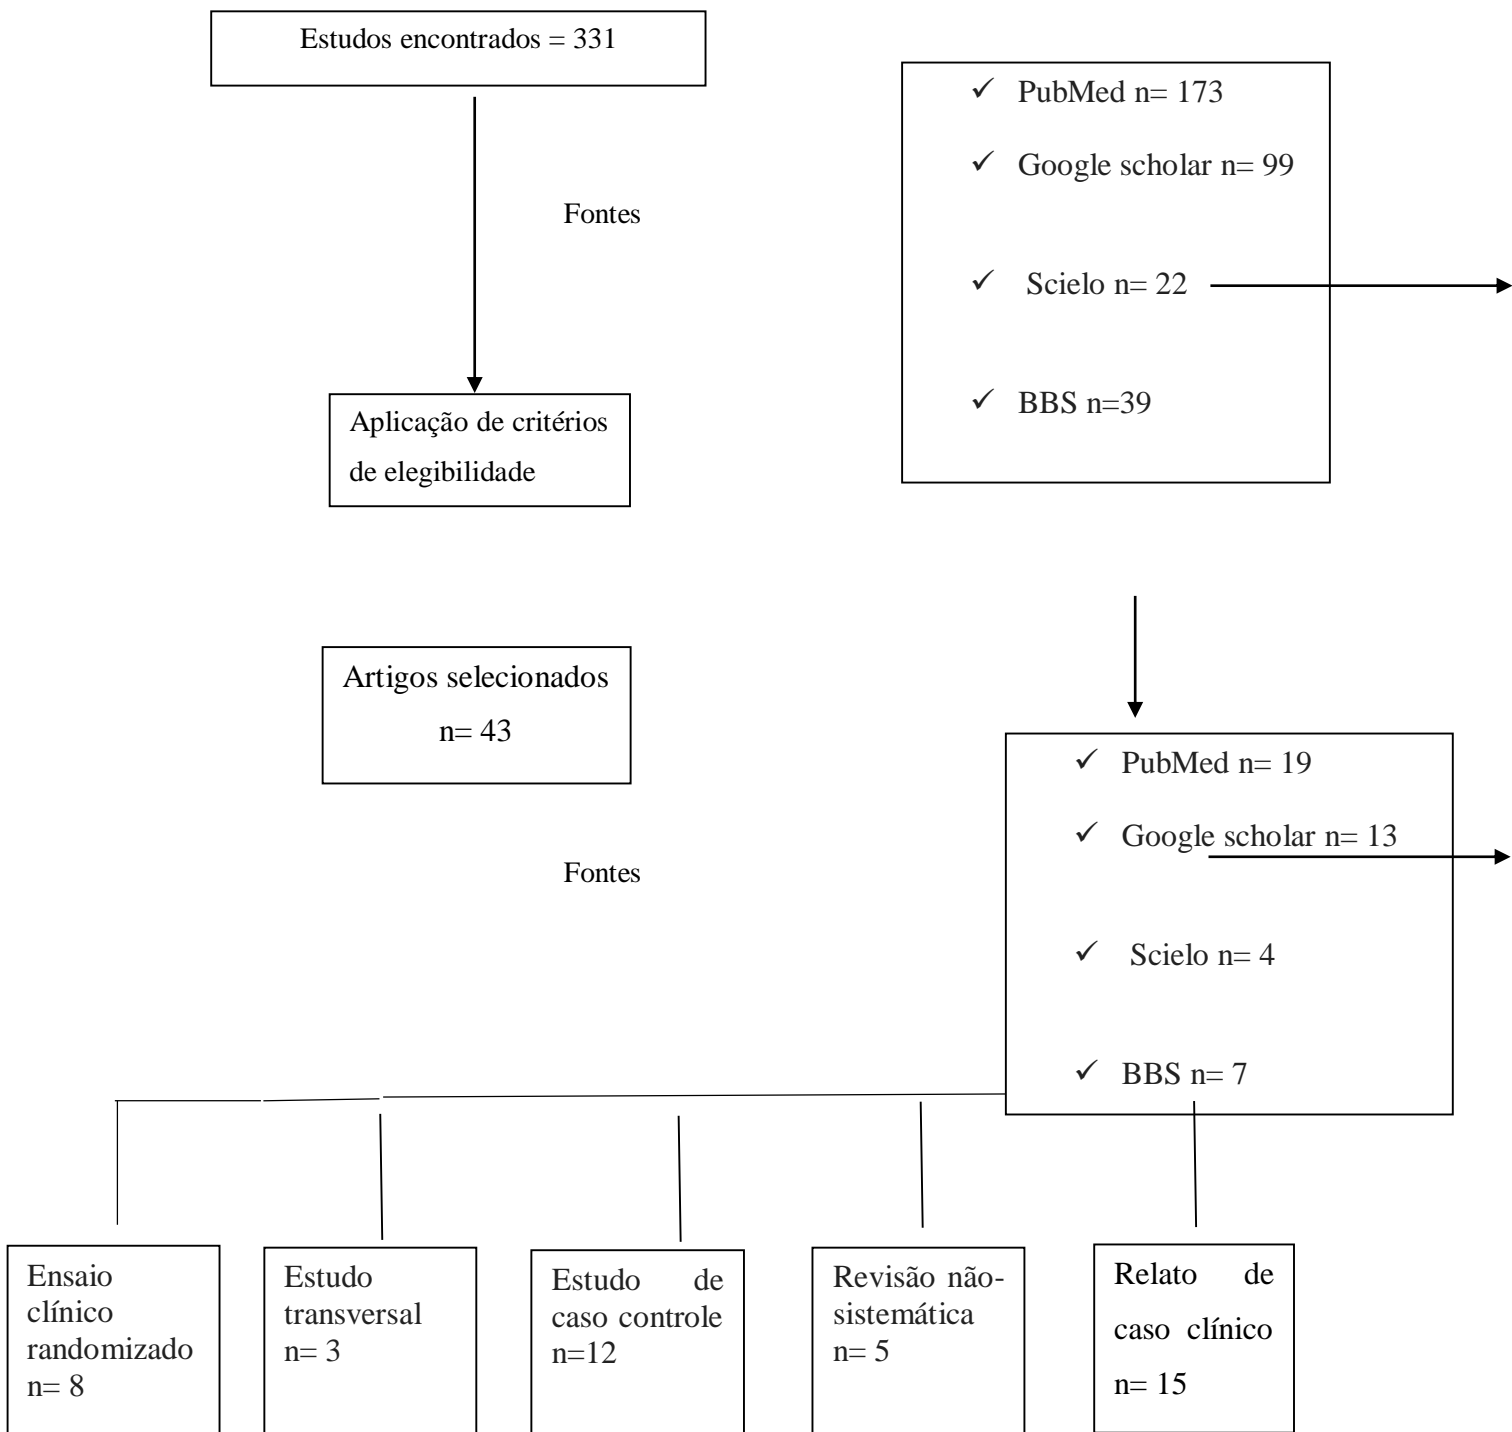 Estudos encontrados = 331
✓ PubMed n= 173
✓ Google scholar n= 99
Fontes
✓ Scielo n= 22
✓ BBS n=39
Aplicação de critérios
de elegibilidade
Artigos selecionados
n= 43
✓ PubMed n= 19
✓ Google scholar n= 13
Fontes
✓ Scielo n= 4
✓ BBS n= 7
Ensaio
clínico
randomizado
n= 8
Estudo
transversal
n= 3
Estudo de
caso controle
n=12
Revisão não-
sistemática
n= 5
Relato de
caso clínico
n= 15